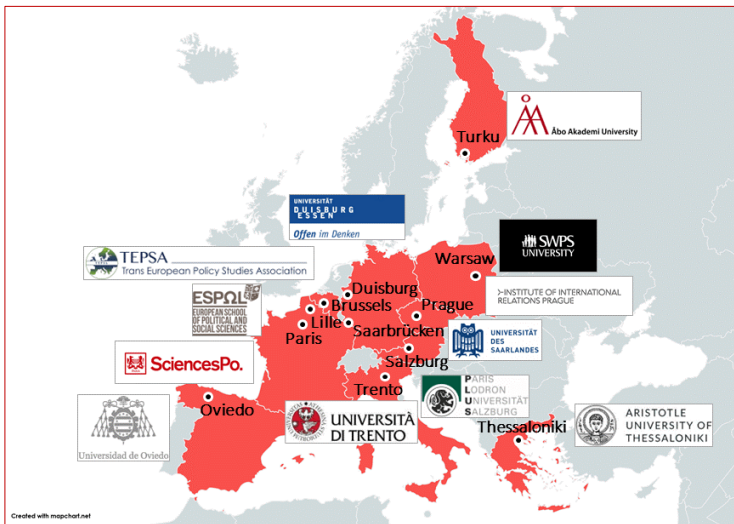 Åbo Akademi University
Turku
UNIVERSITÄT
DUISBURG
ESSEN
Offen im Denken
SWPS
UNIVERSITY
TEPSA
Trans European Policy Studies Association
Warsaw
INSTITUTE OF INTERNATIONAL
RELATIONS PRAGUE
ESPOL
EUROPEAN SCHOOL
OF POLITICAL AND
SOCIAL SCIENCES
Duisburg
Brussels
Prague
Lille
Paris
Saarbrücken
UNIVERSITÄT
DES
SAARLANDES
SciencesPo.
Salzburg
Trento
PARIS
LODRON
UNIVERSITÄT
SALZBURG
Oviedo
UNIVERSITÀ
DI TRENTO
Thessaloniki
ARISTOTLE
UNIVERSITY OF
THESSALONIKI
Universidad de Oviedo
Created with mapchart.net